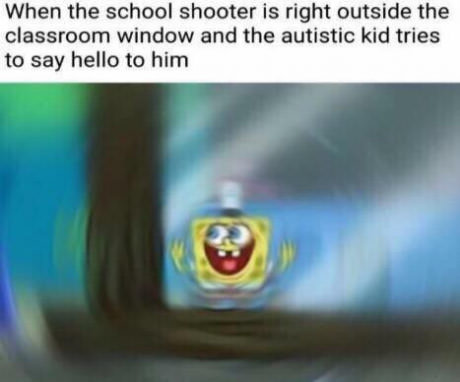 When the school shooter is right outside the
classroom window and the autistic kid tries
to say hello to him